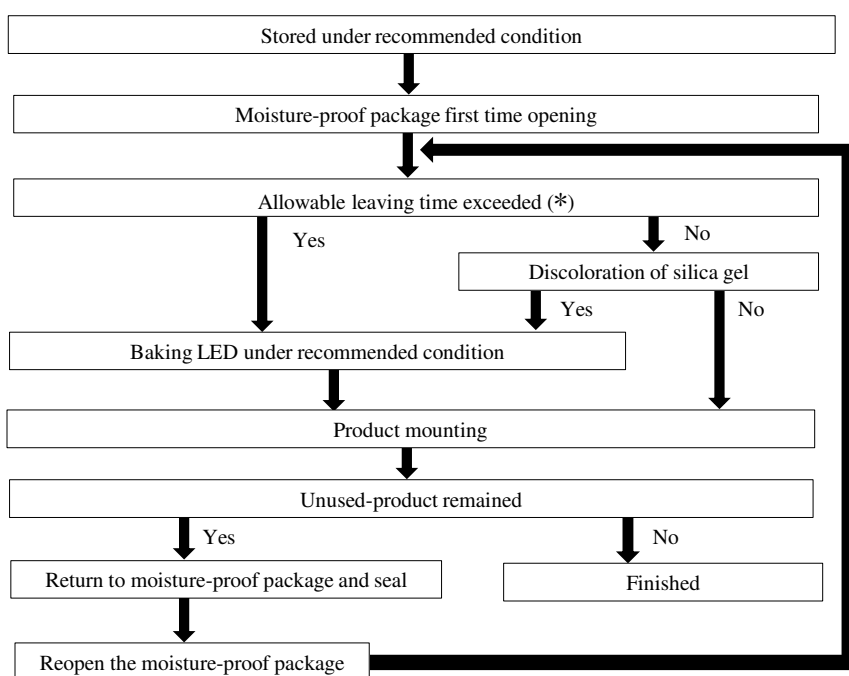 Stored under recommended condition
Moisture-proof package first time opening
Allowable leaving time exceeded (*)
Yes
No
Discoloration of silica gel
Yes
No
Baking LED under recommended condition
Product mounting
Unused-product remained
Yes
No
Return to moisture-proof package and seal
Finished
Reopen the moisture-proof package